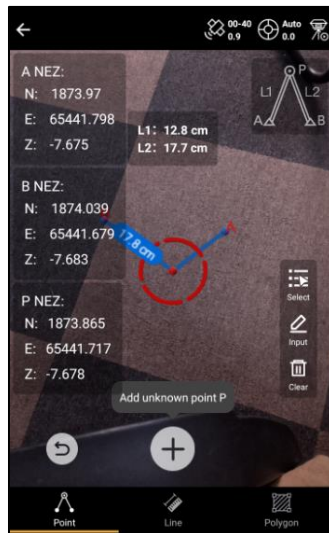 00-40
0.9
Auto
0.0
A NEZ:
N: 1873.97
E: 65441.798
Z: -7.675
L1: 12.8 cm
L2: 17.7 cm
P
L1
L2
A
B
B NEZ:
N: 1874.039
E: 65441.679
Z: -7.683
17.8 cm
A
P NEZ:
N: 1873.865
E: 65441.717
Z: -7.678
Select
Input
Clear
Add unknown point P
Point
Line
Polygon